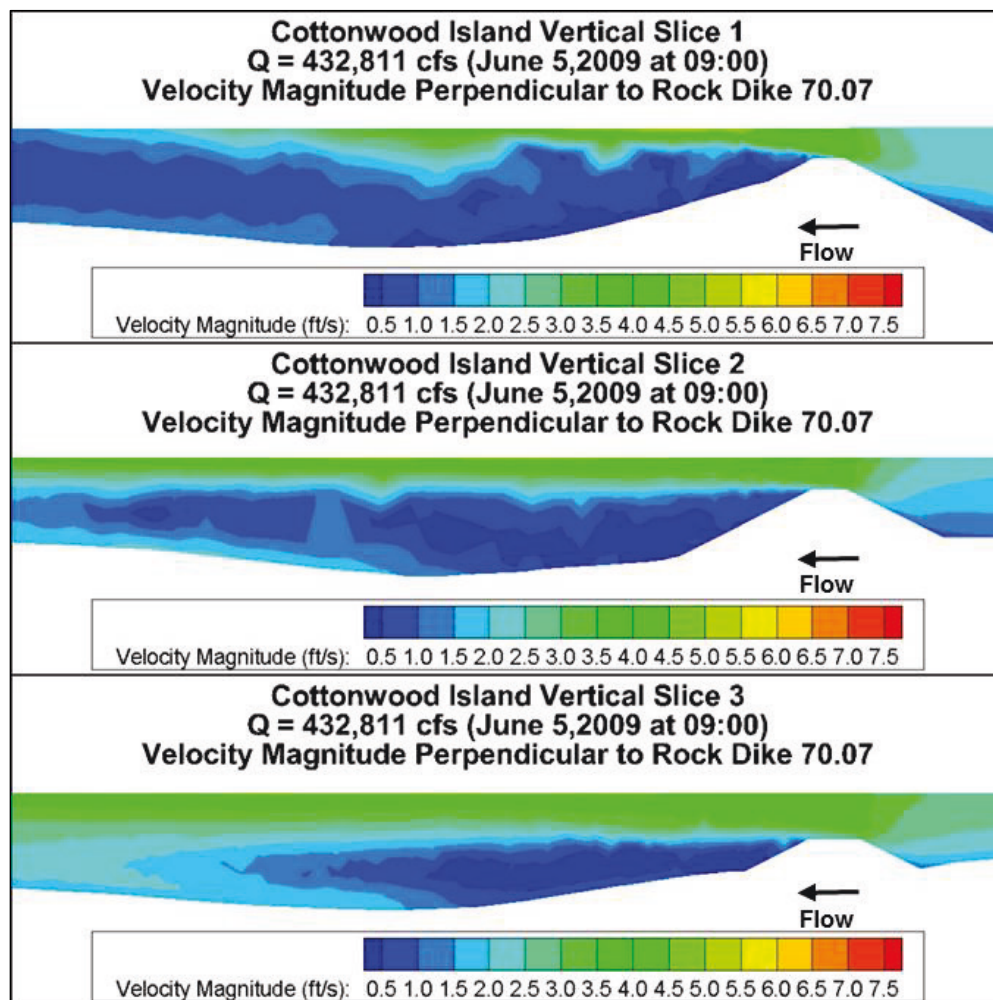 Cottonwood Island Vertical Slice 1
Q = 432,811 cfs (June 5,2009 at 09:00)
Velocity Magnitude Perpendicular to Rock Dike 70.07
Flow
Velocity Magnitude (ft/s): 0.5 1.0 1.5 2.0 2.5 3.0 3.5 4.0 4.5 5.0 5.5 6.0 6.5 7.0 7.5
Cottonwood Island Vertical Slice 2
Q = 432,811 cfs (June 5,2009 at 09:00)
Velocity Magnitude Perpendicular to Rock Dike 70.07
Flow
Velocity Magnitude (ft/s): 0.5 1.0 1.5 2.0 2.5 3.0 3.5 4.0 4.5 5.0 5.5 6.0 6.5 7.0 7.5
Cottonwood Island Vertical Slice 3
Q = 432,811 cfs (June 5,2009 at 09:00)
Velocity Magnitude Perpendicular to Rock Dike 70.07
Flow
Velocity Magnitude (ft/s): 0.5 1.0 1.5 2.0 2.5 3.0 3.5 4.0 4.5 5.0 5.5 6.0 6.5 7.0 7.5